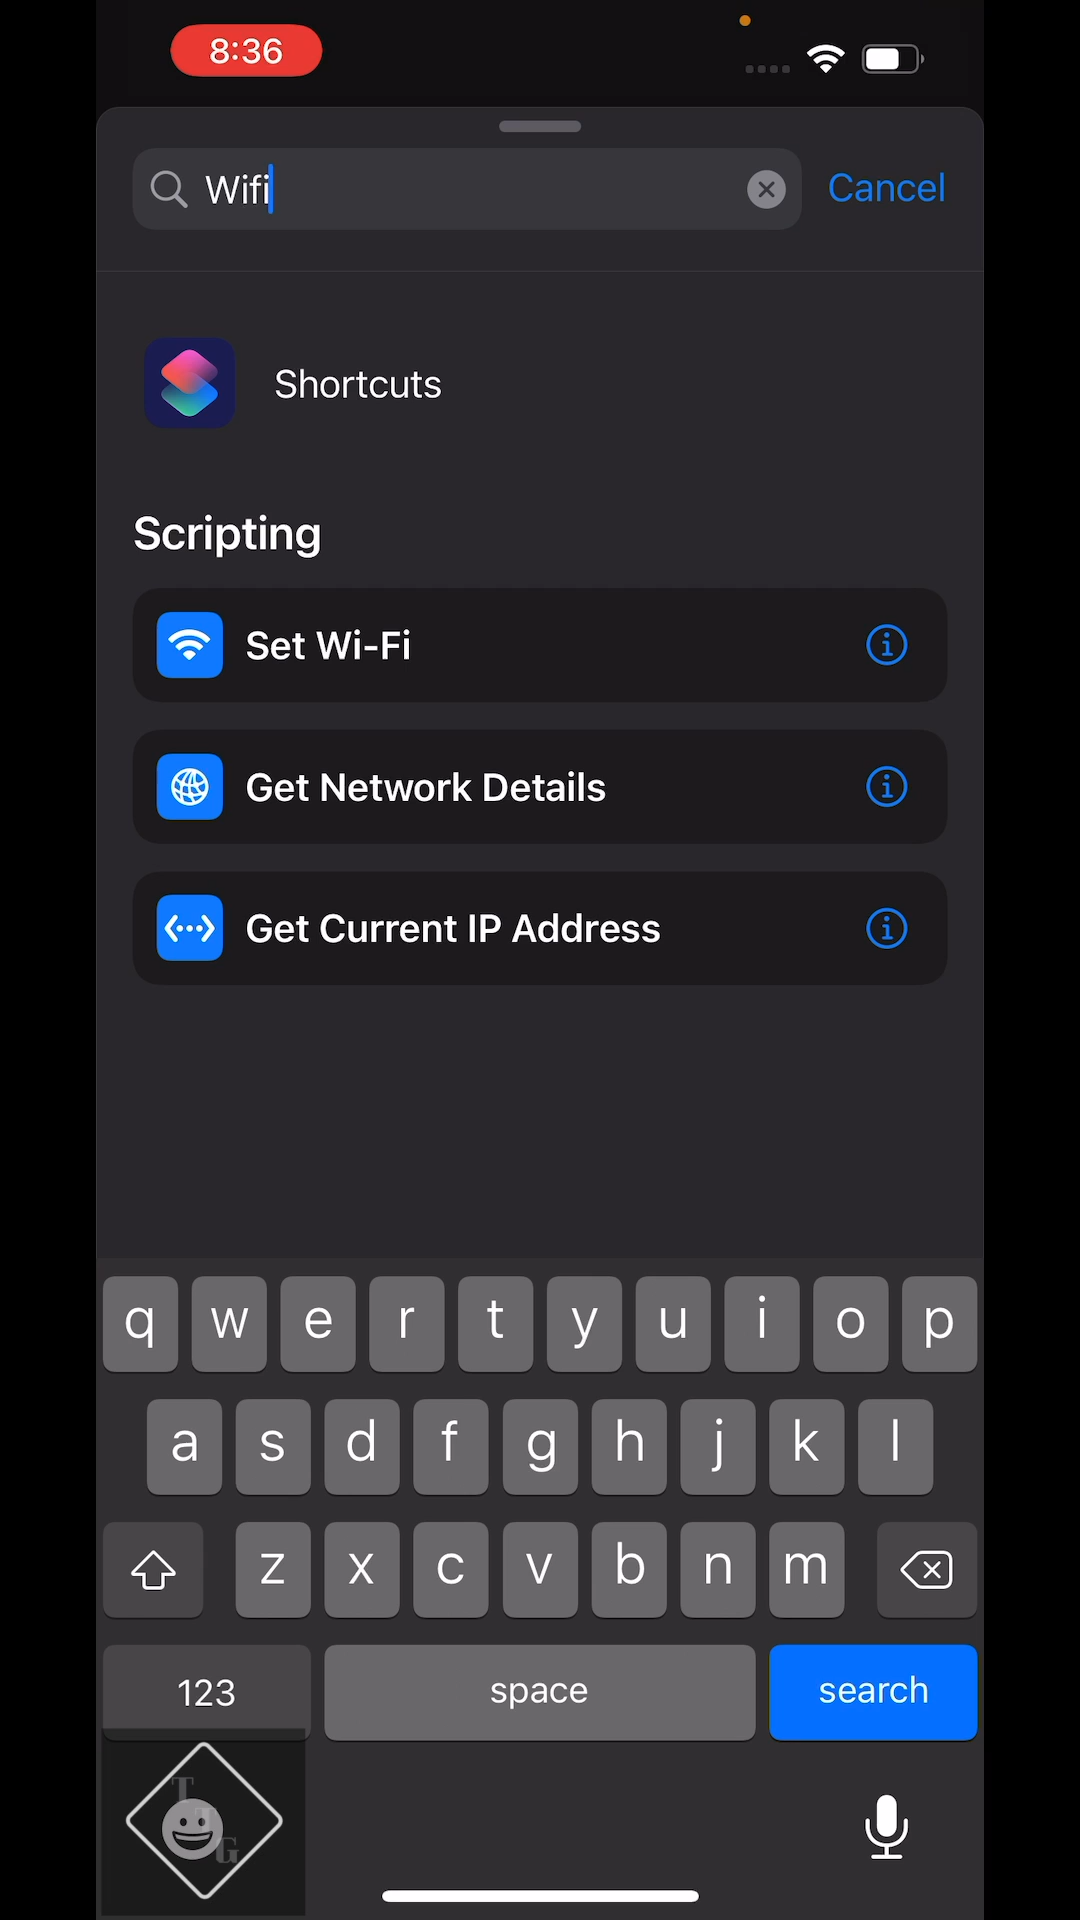 8:36
Wifi
Cancel
Shortcuts
Scripting
Set Wi-Fi
Get Network Details
Get Current IP Address
q w e r t y u i o p
a s d f g h j k l
z x c v b n m
123 space search
T
T
G